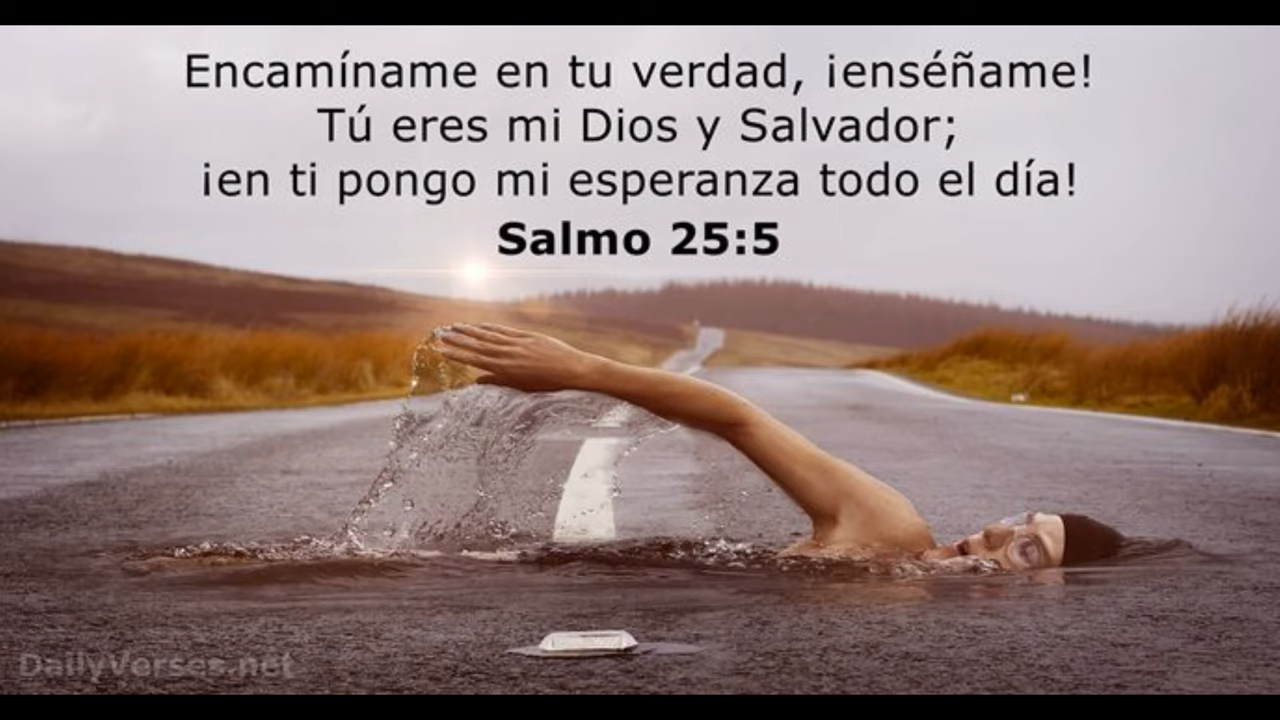 Encamíname en tu verdad, ¡enséñame!
Tú eres mi Dios y Salvador;
¡en ti pongo mi esperanza todo el día!
Salmo 25:5
DailyVerses.net